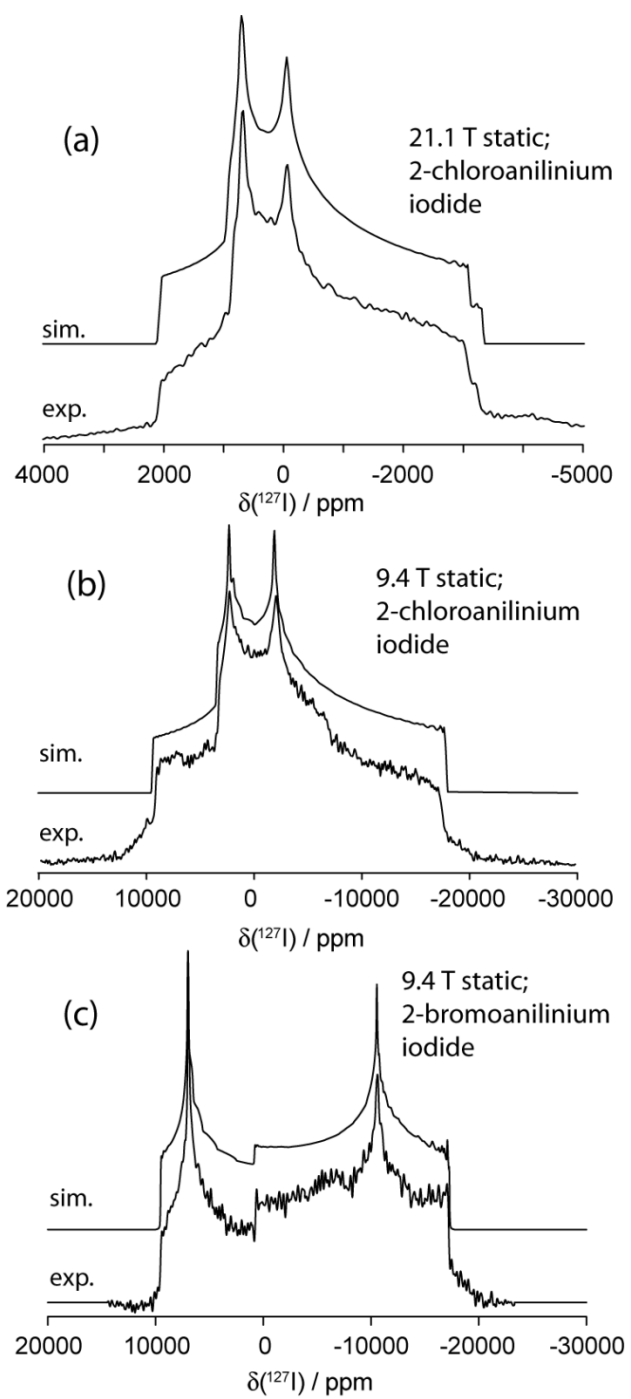 (a)
21.1 T static;
2-chloroanilinium
iodide
sim.
exp.
4000 2000 0 -2000 -5000
δ(¹²⁷I) / ppm
(b)
9.4 T static;
2-chloroanilinium
iodide
sim.
exp.
20000 10000 0 -10000 -20000 -30000
δ(¹²⁷I) / ppm
(c)
9.4 T static;
2-bromoanilinium
iodide
sim.
exp.
20000 10000 0 -10000 -20000 -30000
δ(¹²⁷I) / ppm